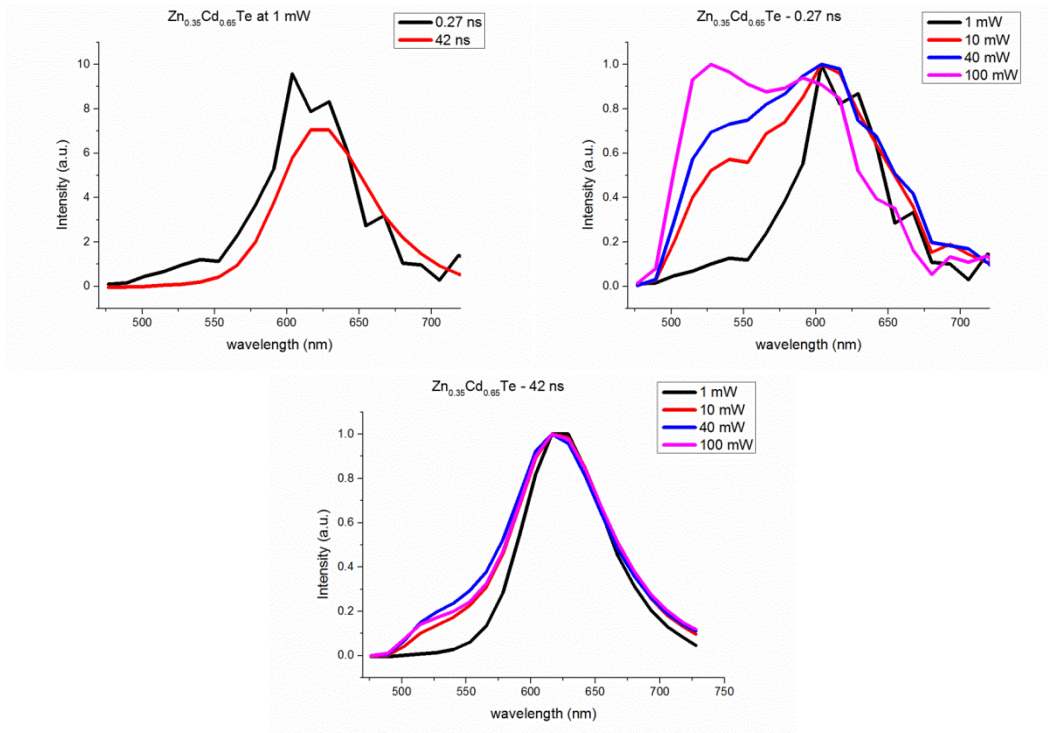 Zn0.35Cd0.65Te at 1 mW
0.27 ns
42 ns
10
8
6
4
2
0
Intensity (a.u.)
500 550 600 650 700
wavelength (nm)
Zn0.35Cd0.65Te - 0.27 ns
1 mW
10 mW
40 mW
100 mW
1.0
0.8
0.6
0.4
0.2
0.0
Intensity (a.u.)
500 550 600 650 700
wavelength (nm)
Zn0.35Cd0.65Te - 42 ns
1 mW
10 mW
40 mW
100 mW
1.0
0.8
0.6
0.4
0.2
0.0
Intensity (a.u.)
500 550 600 650 700 750
wavelength (nm)